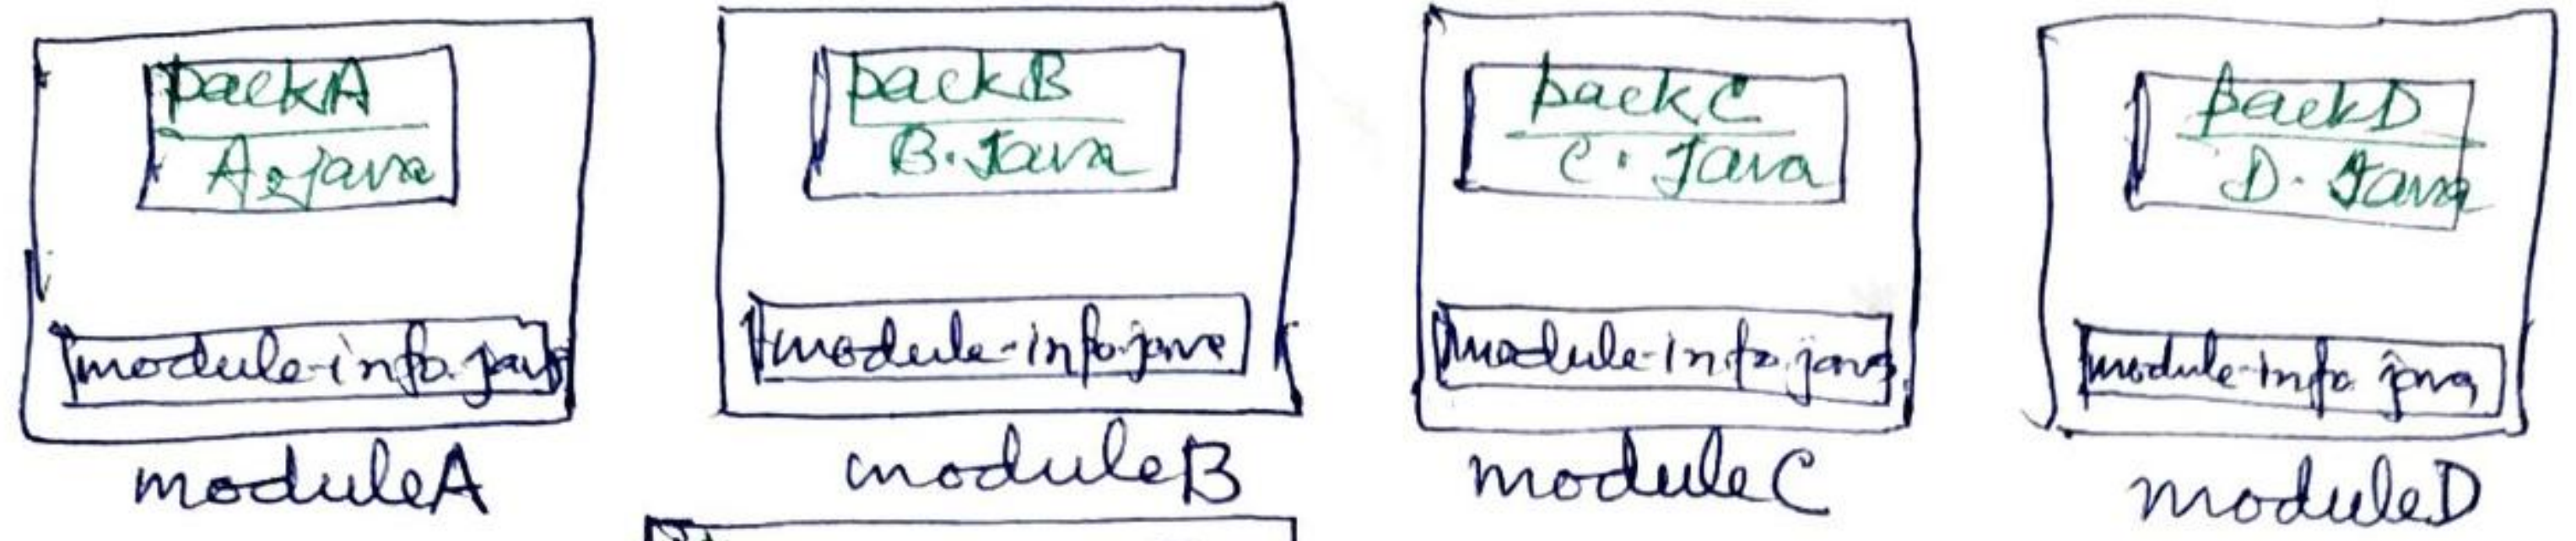 packA
A.java
module-info.java
moduleA
packB
B.Java
module-info.java
moduleB
packC
C.Java
module-info.java
moduleC
packD
D.Java
module-info.java
moduleD